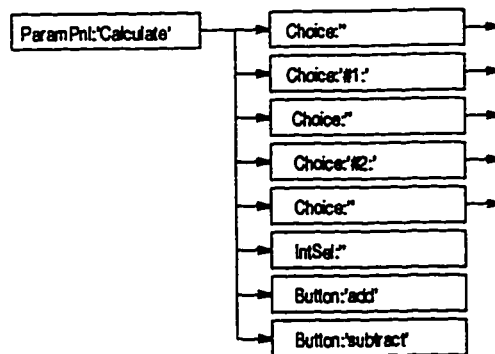 ParamPnl:'Calculate'
Choice:''
Choice:'#1:'
Choice:''
Choice:'#2:'
Choice:''
IntSel:''
Button:'add'
Button:'subtract'